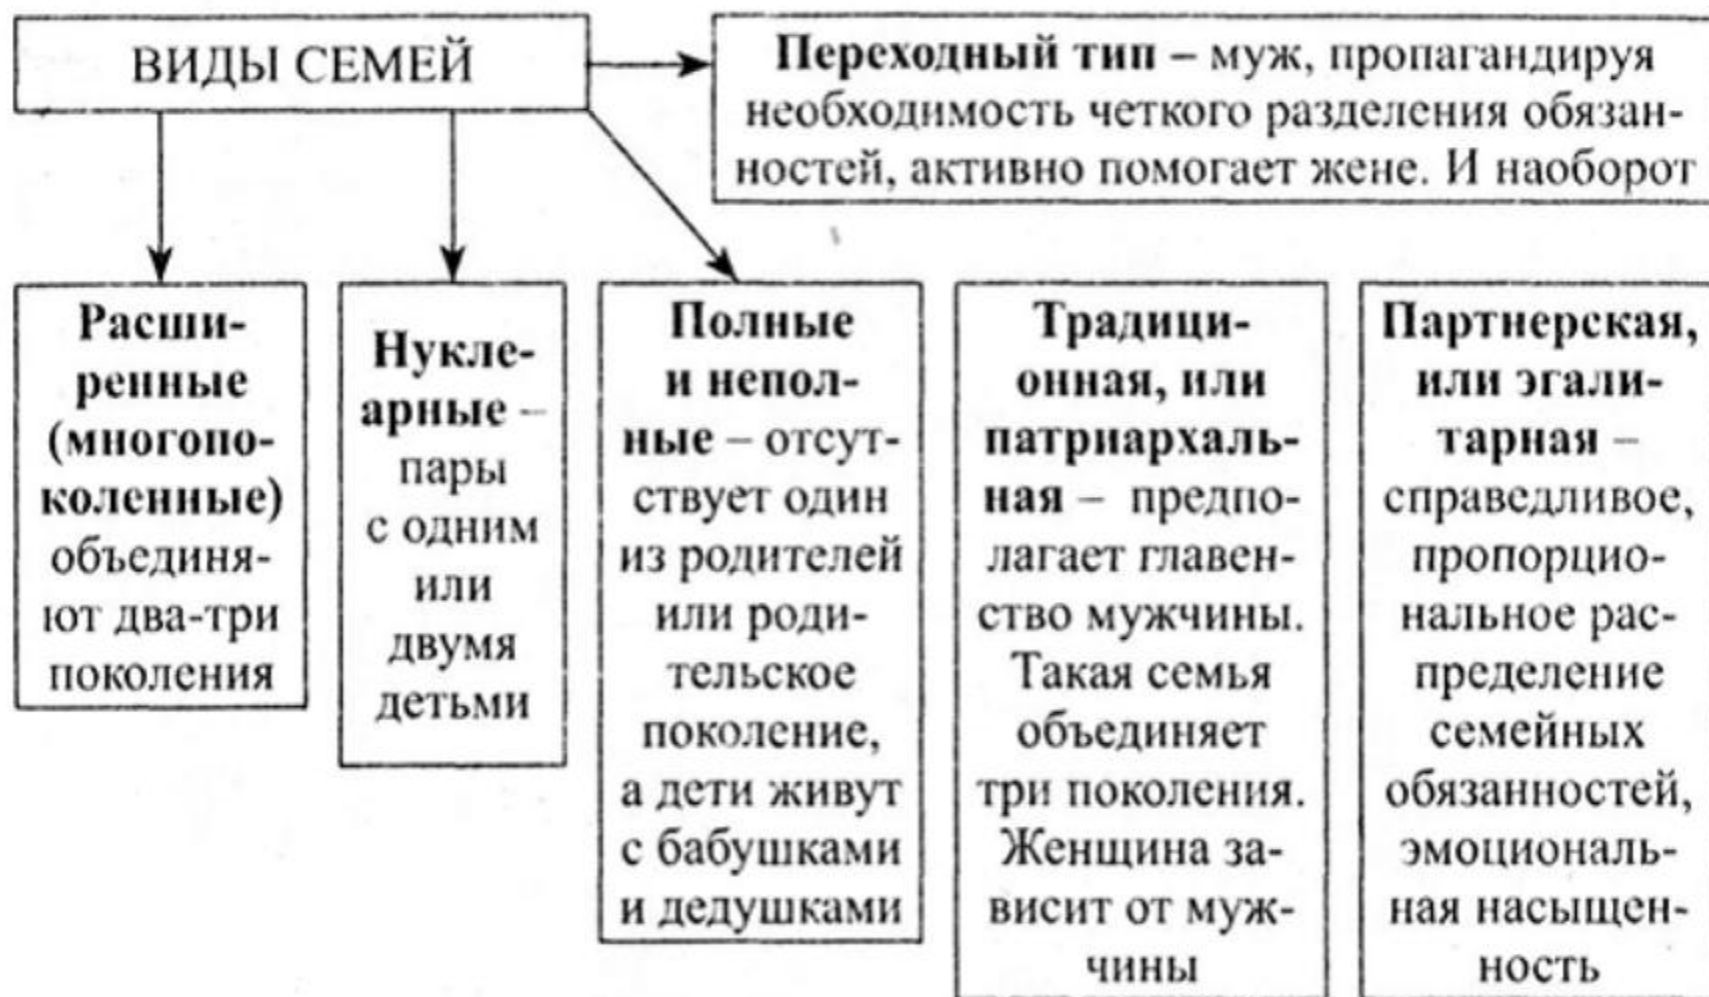 ВИДЫ СЕМЕЙ
Переходный тип – муж, пропагандируя
необходимость четкого разделения обязан-
ностей, активно помогает жене. И наоборот
Расши-
ренные
(многопо-
коленные)
объединя-
ют два-три
поколения
Нукле-
арные –
пары
с одним
или
двумя
детьми
Полные
и непол-
ные – отсут-
ствует один
из родителей
или роди-
тельское
поколение,
а дети живут
с бабушками
и дедушками
Традици-
онная, или
патриархаль-
ная – предпо-
лагает главен-
ство мужчины.
Такая семья
объединяет
три поколения.
Женщина за-
висит от муж-
чины
Партнерская,
или эгали-
тарная –
справедливое,
пропорцио-
нальное рас-
пределение
семейных
обязанностей,
эмоциональ-
ная насыщен-
ность